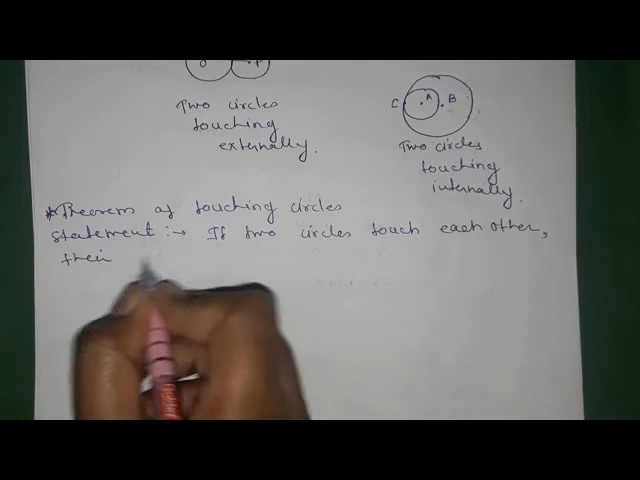 O P
C A B
Two circles
touching
externally.
Two circles
touching
internally.
*Theorem of touching circles
statement :→ If two circles touch each other,
their